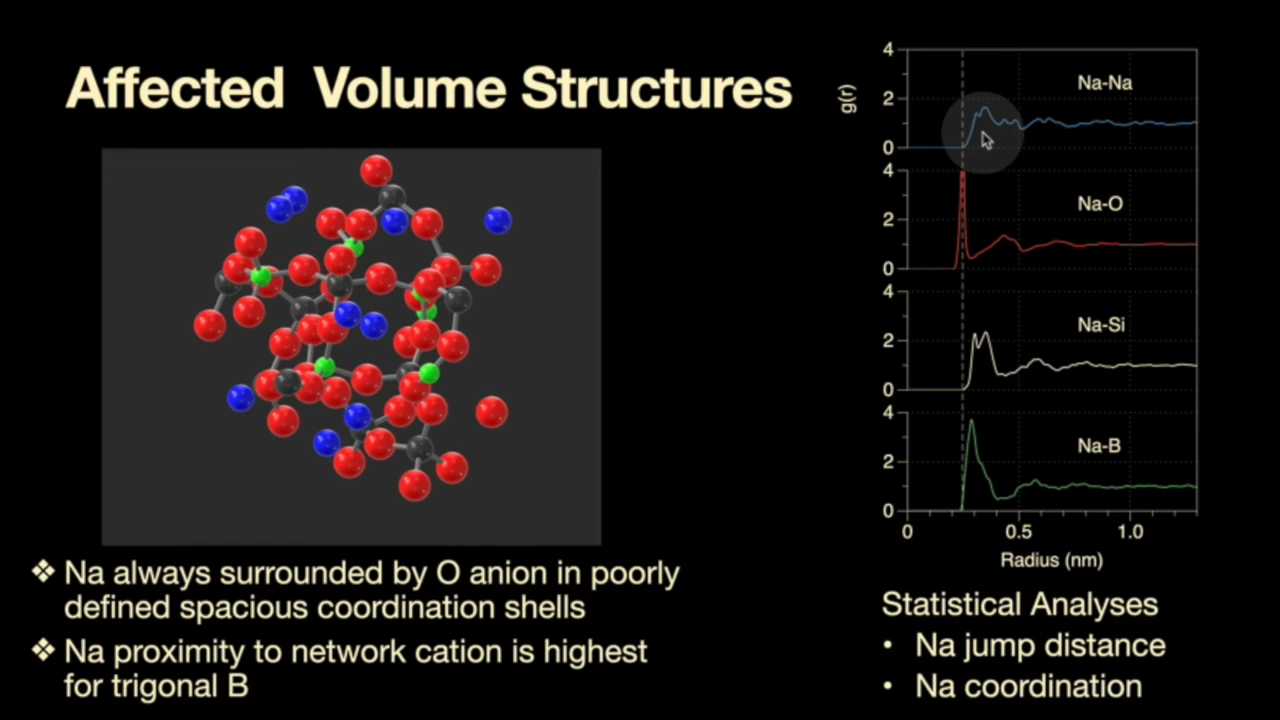 Affected Volume Structures
❖ Na always surrounded by O anion in poorly
defined spacious coordination shells
❖ Na proximity to network cation is highest
for trigonal B
g(r)
4
2
0
Na-Na
4
2
0
Na-O
4
2
0
Na-Si
4
2
0
Na-B
0 0.5 1.0
Radius (nm)
Statistical Analyses
• Na jump distance
• Na coordination